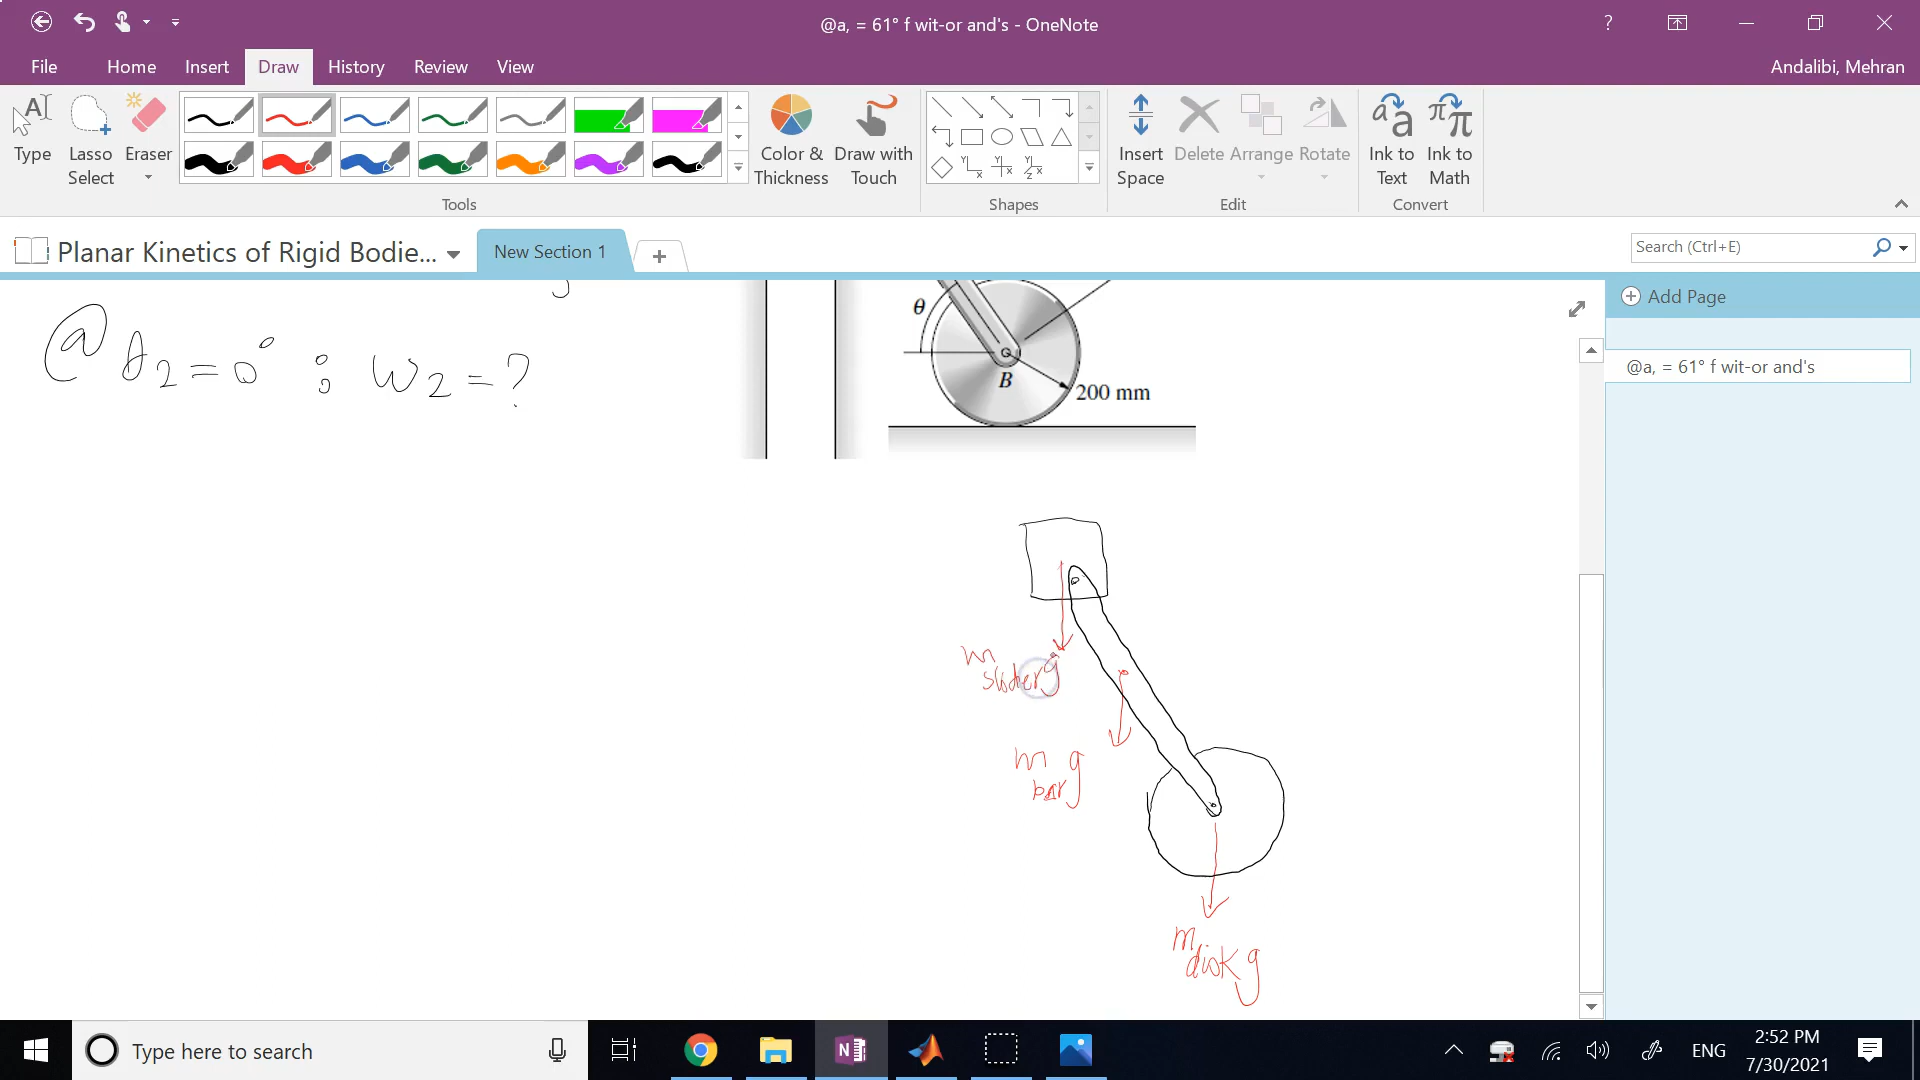 @a, = 61° f wit-or and's - OneNote
?
File Home Insert Draw History Review View
Andalibi, Mehran
Type
Lasso Select
Eraser
Color & Thickness
Draw with Touch
Insert Space
Delete
Arrange
Rotate
Ink to Text
Ink to Math
Tools
Shapes
Edit
Convert
Planar Kinetics of Rigid Bodie...
New Section 1
+
Search (Ctrl+E)
Add Page
@a, = 61° f wit-or and's
@ θ2 = 0° : ω2 = ?
θ
B
200 mm
m slider g
m bar g
m disk g
Type here to search
N
ENG
2:52 PM
7/30/2021